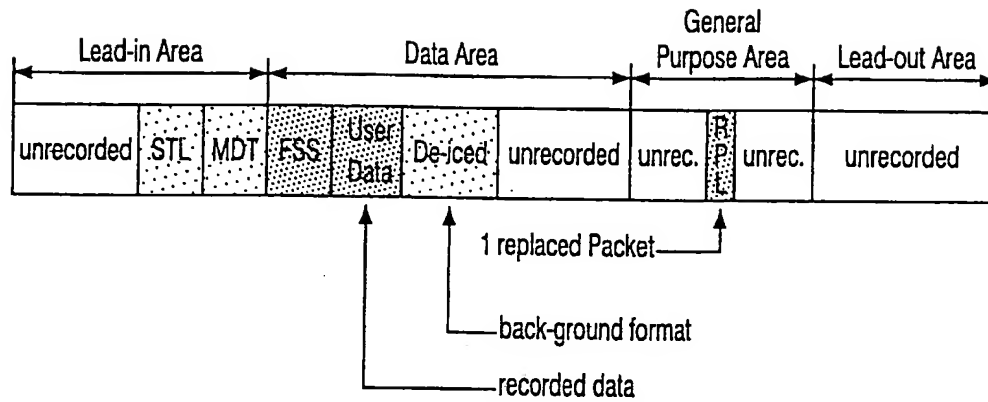 General
Lead-in Area Data Area Purpose Area Lead-out Area
unrecorded STL MDT FSS User Data De-iced unrecorded unrec. RPL unrec. unrecorded
1 replaced Packet
back-ground format
recorded data